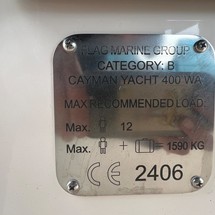 FLAG MARINE GROUP
CATEGORY: B
CAYMAN YACHT 400 WA
MAX RECOMMENDED LOAD:
Max. 12
Max. + = 1590 KG
CE 2406